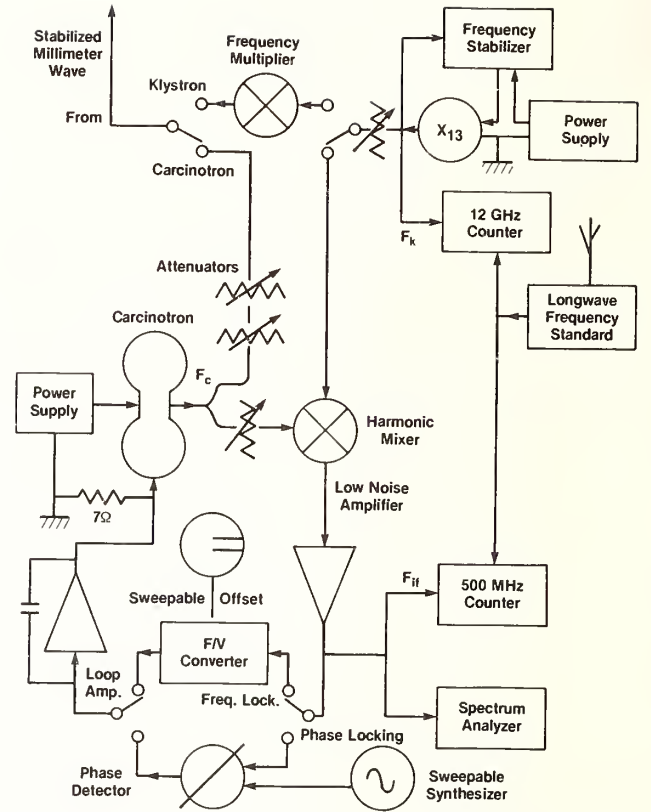 Stabilized
Millimeter
Wave
Frequency
Multiplier
Frequency
Stabilizer
Klystron
From
X13
Power
Supply
Carcinotron
12 GHz
Counter
Fk
Attenuators
Longwave
Frequency
Standard
Carcinotron
Fc
Power
Supply
Harmonic
Mixer
7Ω
Low Noise
Amplifier
Sweepable Offset
Fif
500 MHz
Counter
F/V
Converter
Loop
Amp.
Freq. Lock.
Spectrum
Analyzer
Phase Locking
Phase
Detector
Sweepable
Synthesizer